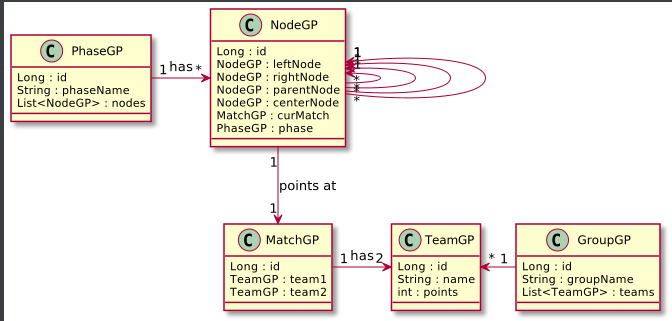 C NodeGP
Long : id
NodeGP : leftNode
NodeGP : rightNode
NodeGP : parentNode
NodeGP : centerNode
MatchGP : curMatch
PhaseGP : phase
C PhaseGP
Long : id
String : phaseName
List<NodeGP> : nodes
1 has *
1
1
*
*
*
1
points at
1
C MatchGP
Long : id
TeamGP : team1
TeamGP : team2
1 has 2
C TeamGP
Long : id
String : name
int : points
* 1
C GroupGP
Long : id
String : groupName
List<TeamGP> : teams